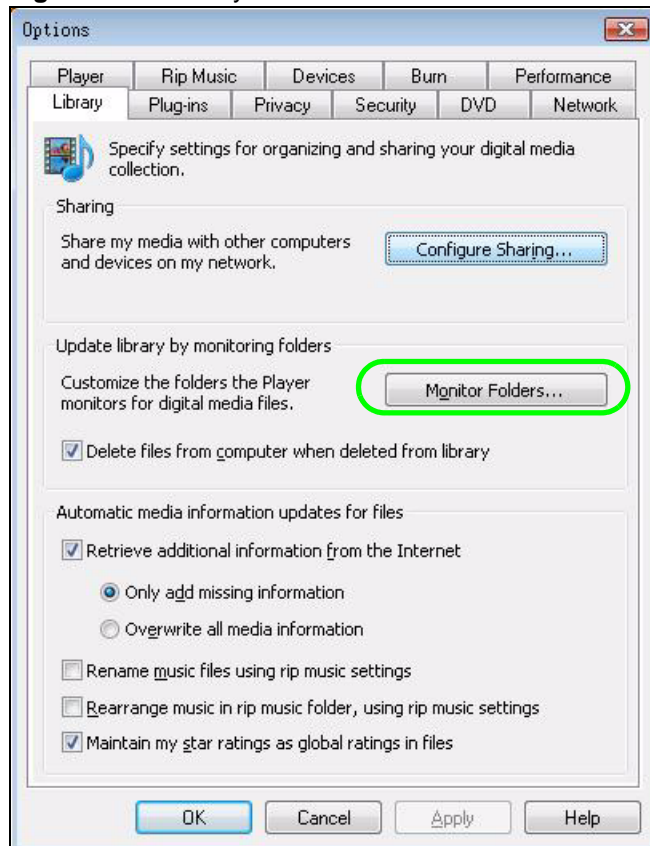 Options
Player Rip Music Devices Burn Performance
Library Plug-ins Privacy Security DVD Network
Specify settings for organizing and sharing your digital media
collection.
Sharing
Share my media with other computers
and devices on my network.
Configure Sharing...
Update library by monitoring folders
Customize the folders the Player
monitors for digital media files.
Monitor Folders...
Delete files from computer when deleted from library
Automatic media information updates for files
Retrieve additional information from the Internet
Only add missing information
Overwrite all media information
Rename music files using rip music settings
Rearrange music in rip music folder, using rip music settings
Maintain my star ratings as global ratings in files
OK Cancel Apply Help